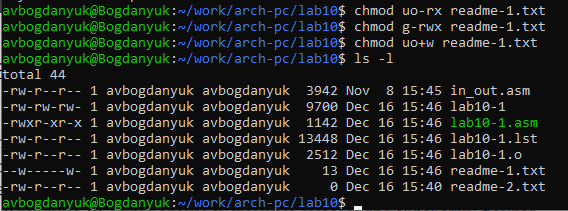 avbogdanyuk@Bogdanyuk:~/work/arch-pc/lab10$ chmod uo-rx readme-1.txt
avbogdanyuk@Bogdanyuk:~/work/arch-pc/lab10$ chmod g-rwx readme-1.txt
avbogdanyuk@Bogdanyuk:~/work/arch-pc/lab10$ chmod uo+w readme-1.txt
avbogdanyuk@Bogdanyuk:~/work/arch-pc/lab10$ ls -l
total 44
-rw-r--r-- 1 avbogdanyuk avbogdanyuk  3942 Nov  8 15:45 in_out.asm
-rw-rw-rw- 1 avbogdanyuk avbogdanyuk  9700 Dec 16 15:46 lab10-1
-rwxr-xr-x 1 avbogdanyuk avbogdanyuk  1142 Dec 16 15:46 lab10-1.asm
-rw-r--r-- 1 avbogdanyuk avbogdanyuk 13448 Dec 16 15:46 lab10-1.lst
-rw-r--r-- 1 avbogdanyuk avbogdanyuk  2512 Dec 16 15:46 lab10-1.o
--w-----w- 1 avbogdanyuk avbogdanyuk    13 Dec 16 15:46 readme-1.txt
-rw-r--r-- 1 avbogdanyuk avbogdanyuk     0 Dec 16 15:40 readme-2.txt
avbogdanyuk@Bogdanyuk:~/work/arch-pc/lab10$